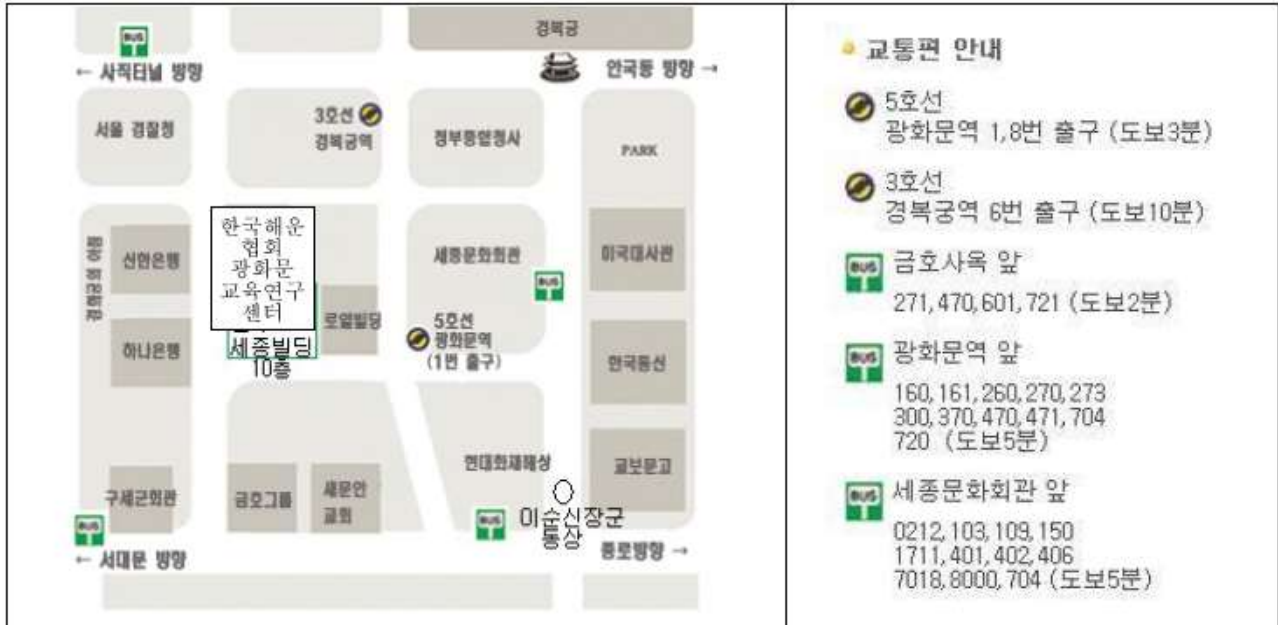 경복궁
BUS
← 사직터널 방향
안국동 방향 →
서울 경찰청
3호선
경복궁역
정부종합청사
PARK
한국해운
협회
광화문
교육연구
센터
세종빌딩
10층
신한은행
하나은행
로얄빌딩
세종문화회관
BUS
미국대사관
5호선
광화문역
(1번 출구)
한국통신
현대화재해상
교보문고
구세군회관
금호그룹
새문안
교회
BUS
BUS
이순신장군
동상
← 서대문 방향
종로방향 →
교통편 안내
5호선
광화문역 1,8번 출구 (도보3분)
3호선
경복궁역 6번 출구 (도보10분)
BUS 금호사옥 앞
271,470,601,721 (도보2분)
BUS 광화문역 앞
160,161,260,270,273
300,370,470,471,704
720 (도보5분)
BUS 세종문화회관 앞
0212,103,109,150
1711,401,402,406
7018,8000,704 (도보5분)